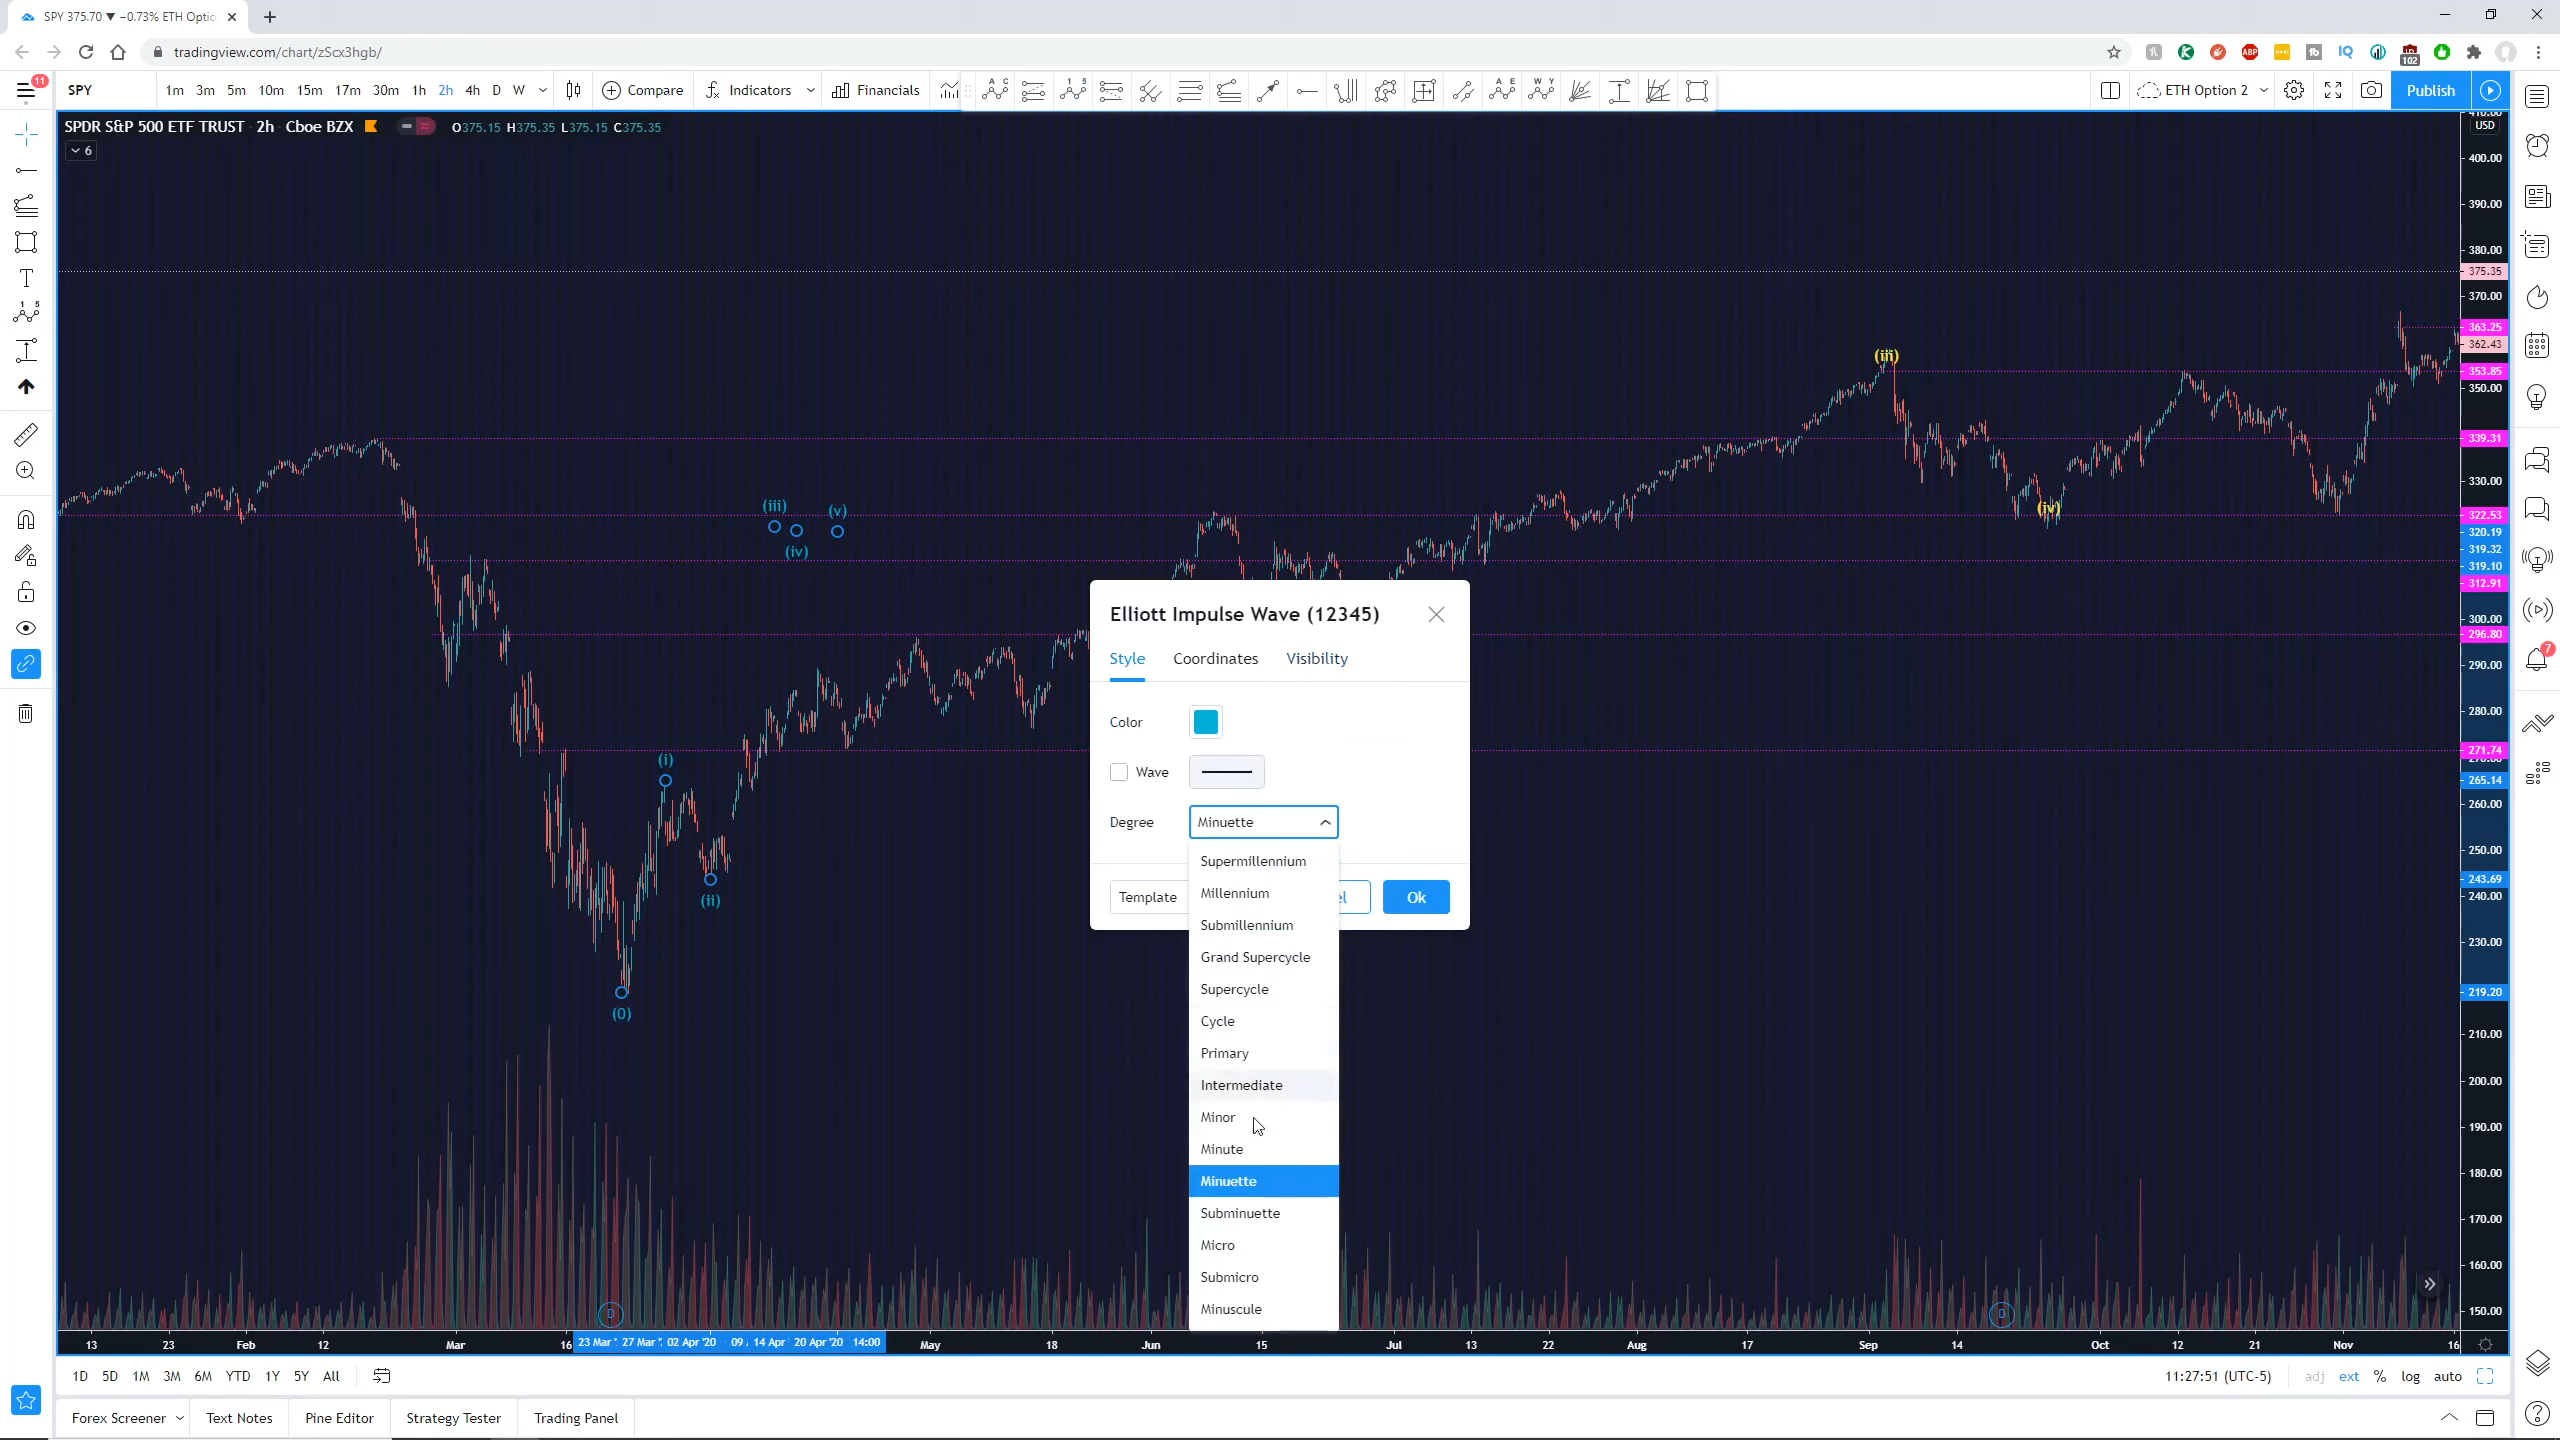 SPY 375.70 ▼ −0.73% ETH Optio
tradingview.com/chart/zScx3hgb/
102
11
SPY
1m 3m 5m 10m 15m 17m 30m 1h 2h 4h D W
Compare
Indicators
Financials
A C
1 5
A E
W Y
ETH Option 2
Publish
SPDR S&P 500 ETF TRUST · 2h · Cboe BZX
O375.15 H375.35 L375.15 C375.35
6
USD
400.00
390.00
380.00
375.35
370.00
363.25
362.43
353.85
350.00
339.31
330.00
322.53
320.19
319.32
319.10
312.91
300.00
296.80
290.00
280.00
271.74
265.14
260.00
250.00
243.69
240.00
230.00
219.20
210.00
200.00
190.00
180.00
170.00
160.00
150.00
(iii)
(iv)
(iii)
(v)
(iv)
(i)
(ii)
(0)
Elliott Impulse Wave (12345)
Style Coordinates Visibility
Color
Wave
Degree Minuette
Template
Ok
Supermillennium
Millennium
Submillennium
Grand Supercycle
Supercycle
Cycle
Primary
Intermediate
Minor
Minute
Minuette
Subminuette
Micro
Submicro
Minuscule
D
D
13 23 Feb 12 Mar 16 23 Mar 27 Mar 02 Apr '20 09 14 Apr 20 Apr '20 14:00 May 18 Jun 15 Jul 13 22 Aug 17 Sep 14 Oct 12 21 Nov 16
1D 5D 1M 3M 6M YTD 1Y 5Y All
11:27:51 (UTC-5) adj ext % log auto
Forex Screener Text Notes Pine Editor Strategy Tester Trading Panel
7